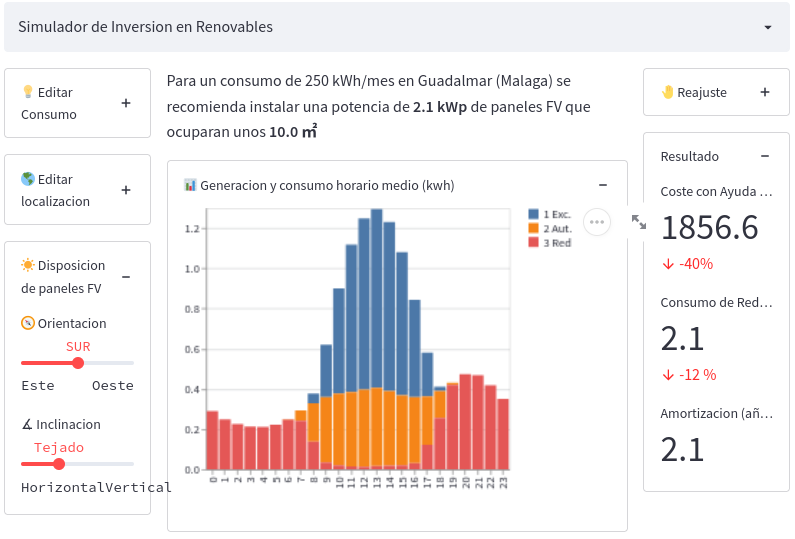 Simulador de Inversion en Renovables
💡 Editar
Consumo
+
🌎 Editar
localizacion
+
☀️ Disposicion
de paneles FV
−
🧭 Orientacion
SUR
Este Oeste
∡ Inclinacion
Tejado
HorizontalVertical
Para un consumo de 250 kWh/mes en Guadalmar (Malaga) se
recomienda instalar una potencia de 2.1 kWp de paneles FV que
ocuparan unos 10.0 ㎡
📊 Generacion y consumo horario medio (kwh)
−
1.2
1.0
0.8
0.6
0.4
0.2
0.0
0 1 2 3 4 5 6 7 8 9 10 11 12 13 14 15 16 17 18 19 20 21 22 23
1 Exc.
2 Aut.
3 Red
🤚 Reajuste
+
Resultado
−
Coste con Ayuda ...
1856.6
↓ -40%
Consumo de Red...
2.1
↓ -12 %
Amortizacion (añ...
2.1